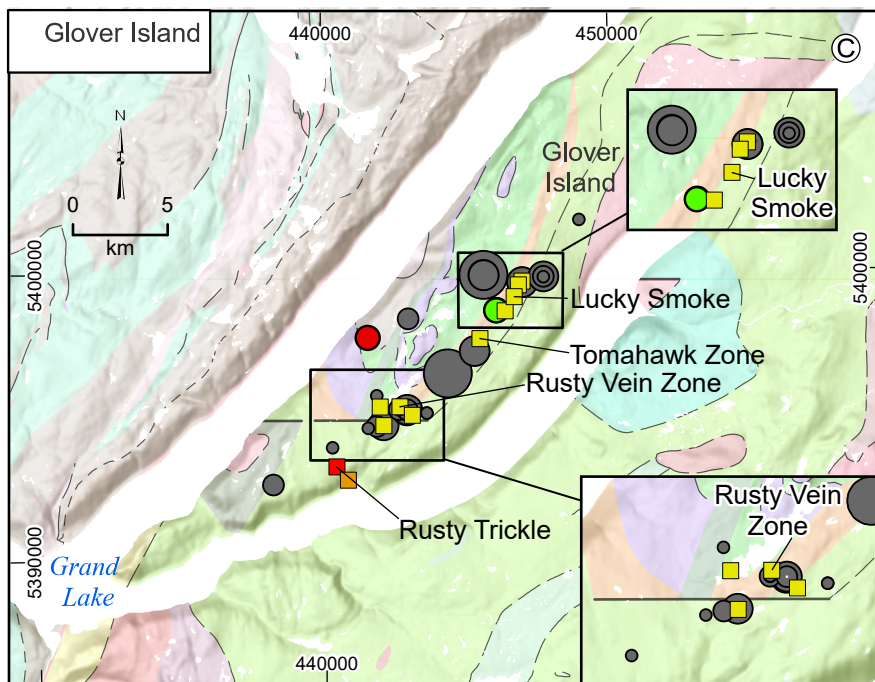 Glover Island
440000
450000
C
N
0
5
km
Glover
Island
Lucky
Smoke
5400000
5400000
Lucky Smoke
Tomahawk Zone
Rusty Vein Zone
Rusty Vein
Zone
Rusty Trickle
5390000
Grand
Lake
440000